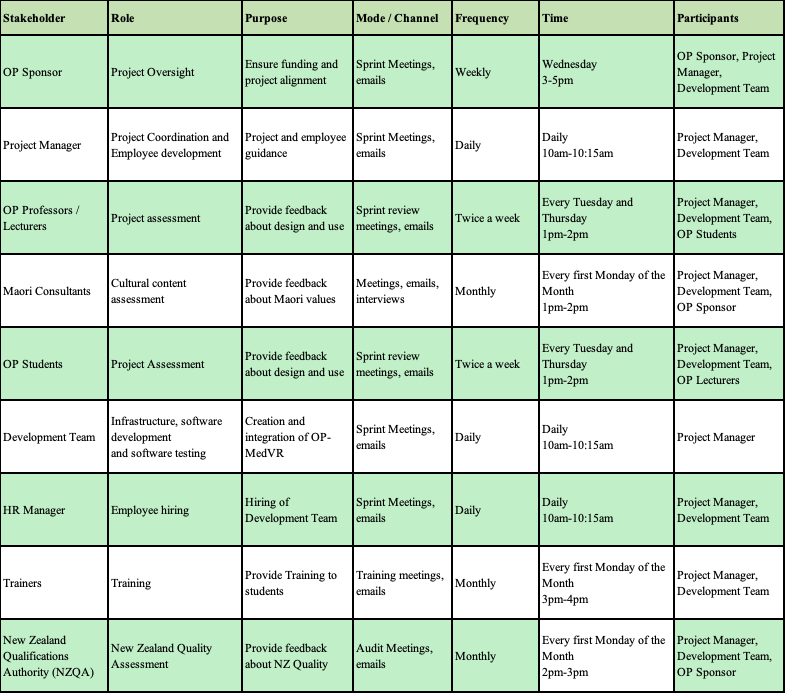 Stakeholder
Role
Purpose
Mode / Channel
Frequency
Time
Participants
OP Sponsor
Project Oversight
Ensure funding and
project alignment
Sprint Meetings,
emails
Weekly
Wednesday
3-5pm
OP Sponsor, Project
Manager,
Development Team
Project Manager
Project Coordination and
Employee development
Project and employee
guidance
Sprint Meetings,
emails
Daily
Daily
10am-10:15am
Project Manager,
Development Team
OP Professors /
Lecturers
Project assessment
Provide feedback
about design and use
Sprint review
meetings, emails
Twice a week
Every Tuesday and
Thursday
1pm-2pm
Project Manager,
Development Team,
OP Students
Maori Consultants
Cultural content
assessment
Provide feedback
about Maori values
Meetings, emails,
interviews
Monthly
Every first Monday of the
Month
1pm-2pm
Project Manager,
Development Team,
OP Sponsor
OP Students
Project Assessment
Provide feedback
about design and use
Sprint review
meetings, emails
Twice a week
Every Tuesday and
Thursday
1pm-2pm
Project Manager,
Development Team,
OP Lecturers
Development Team
Infrastructure, software
development
and software testing
Creation and
integration of OP-
MedVR
Sprint Meetings,
emails
Daily
Daily
10am-10:15am
Project Manager
HR Manager
Employee hiring
Hiring of
Development Team
Sprint Meetings,
emails
Daily
Daily
10am-10:15am
Project Manager,
Development Team
Trainers
Training
Provide Training to
students
Training meetings,
emails
Monthly
Every first Monday of the
Month
3pm-4pm
Project Manager,
Development Team
New Zealand
Qualifications
Authority (NZQA)
New Zealand Quality
Assessment
Provide feedback
about NZ Quality
Audit Meetings,
emails
Monthly
Every first Monday of the
Month
2pm-3pm
Project Manager,
Development Team,
OP Sponsor